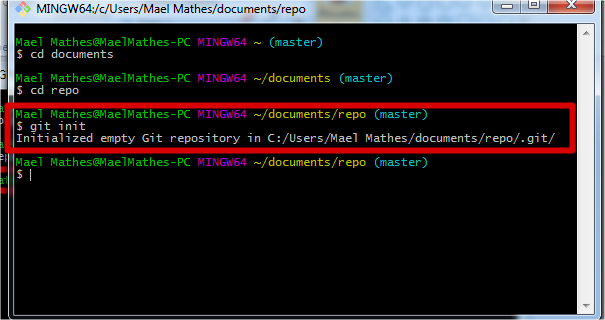 MINGW64:/c/Users/Mael Mathes/documents/repo
Mael Mathes@MaelMathes-PC MINGW64 ~ (master)
$ cd documents
Mael Mathes@MaelMathes-PC MINGW64 ~/documents (master)
$ cd repo
Mael Mathes@MaelMathes-PC MINGW64 ~/documents/repo (master)
$ git init
Initialized empty Git repository in C:/Users/Mael Mathes/documents/repo/.git/
Mael Mathes@MaelMathes-PC MINGW64 ~/documents/repo (master)
$